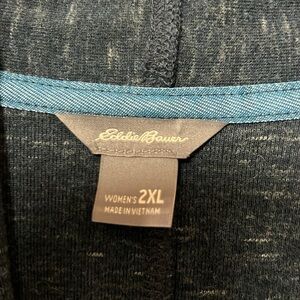 Eddie Bauer
WOMEN'S 2XL
MADE IN VIETNAM